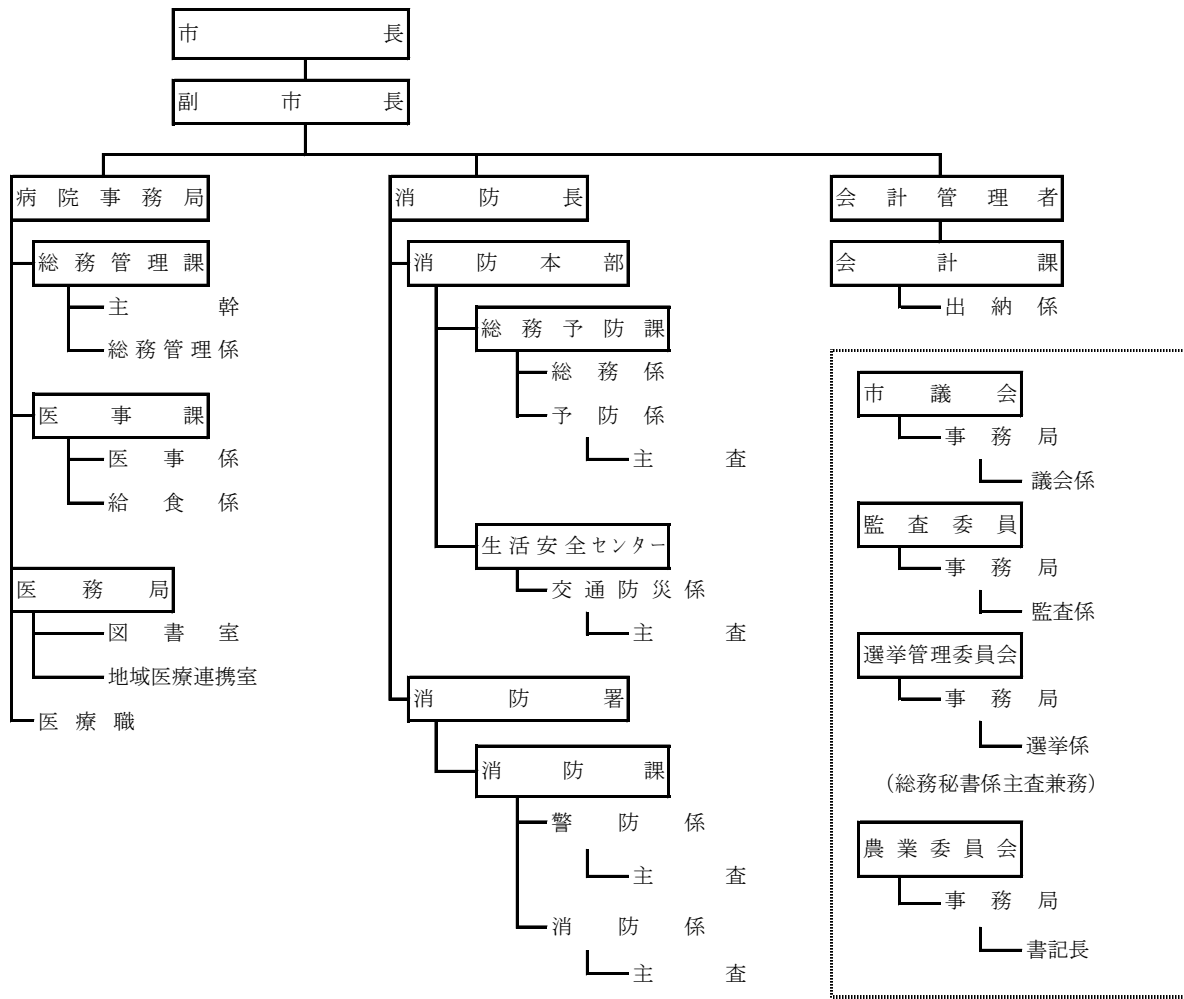 市長
副市長
病院事務局
総務管理課
主幹
総務管理係
医事課
医事係
給食係
医務局
図書室
地域医療連携室
医療職
消防長
消防本部
総務予防課
総務係
予防係
主査
生活安全センター
交通防災係
主査
消防署
消防課
警防係
主査
消防係
主査
会計管理者
会計課
出納係
市議会
事務局
議会係
監査委員
事務局
監査係
選挙管理委員会
事務局
選挙係
（総務秘書係主査兼務）
農業委員会
事務局
書記長